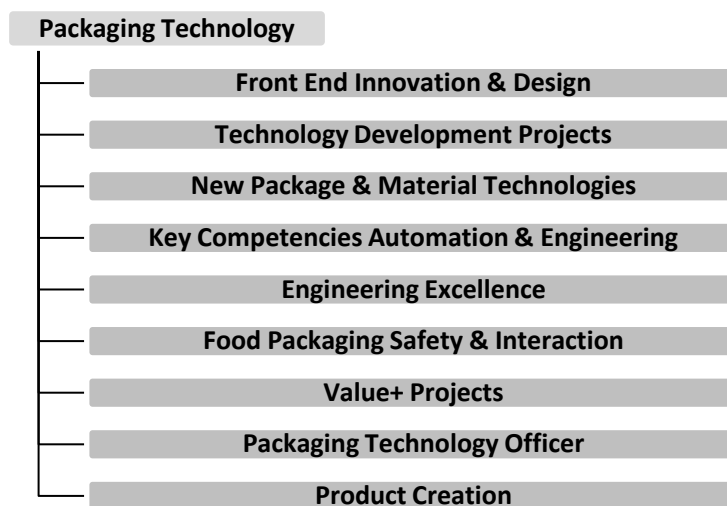 Packaging Technology
Front End Innovation & Design
Technology Development Projects
New Package & Material Technologies
Key Competencies Automation & Engineering
Engineering Excellence
Food Packaging Safety & Interaction
Value+ Projects
Packaging Technology Officer
Product Creation